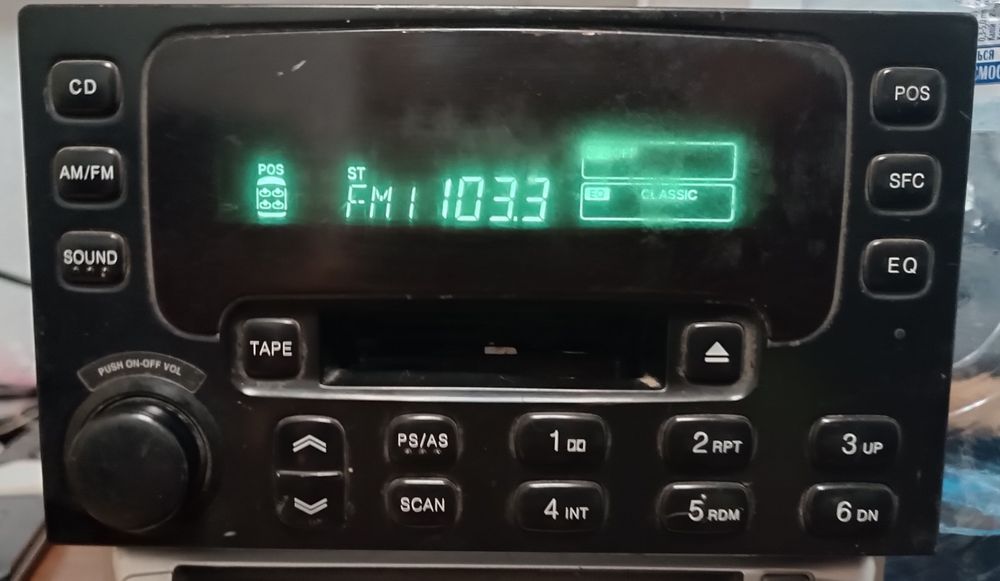 CD
AM/FM
SOUND
POS
ST
FM1 103.3
EQ CLASSIC
POS
SFC
EQ
TAPE
PUSH ON-OFF VOL
PS/AS
SCAN
1
2 RPT
3 UP
4 INT
5 RDM
6 DN